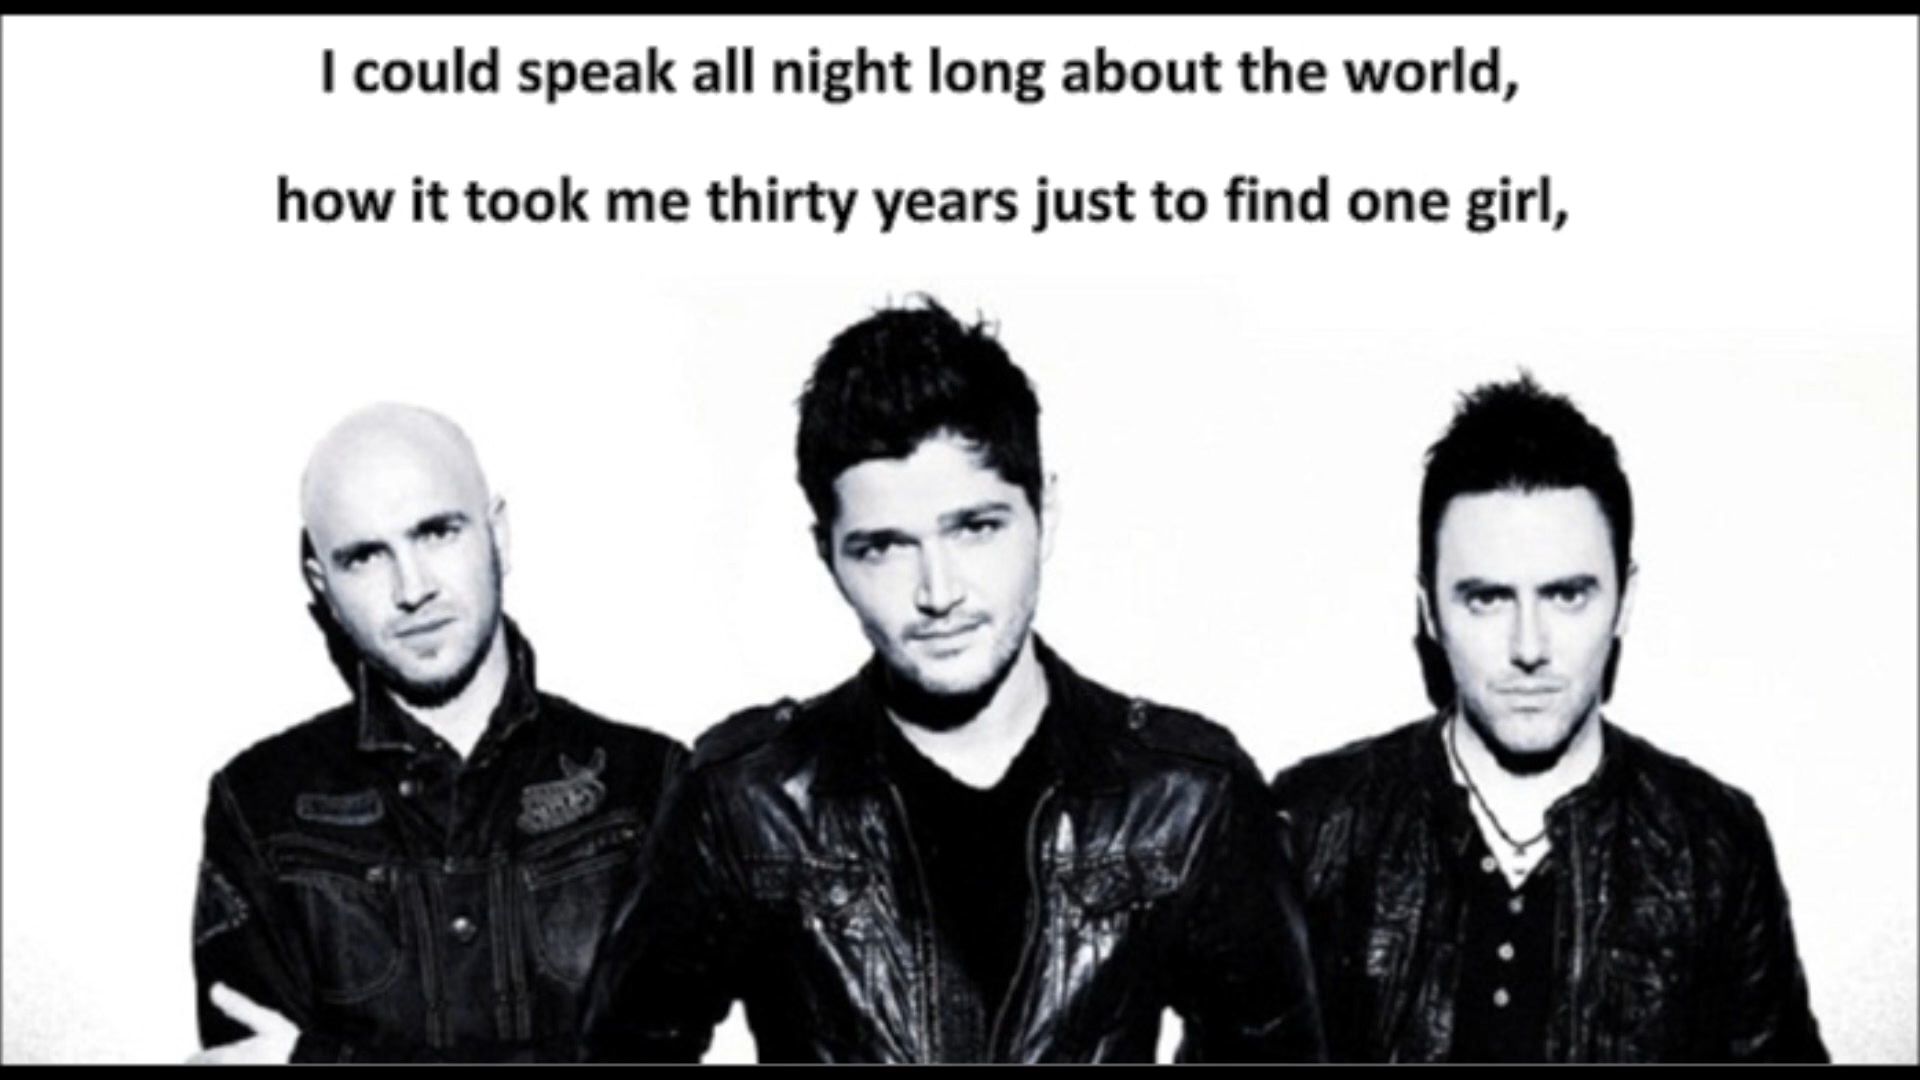 I could speak all night long about the world,
how it took me thirty years just to find one girl,